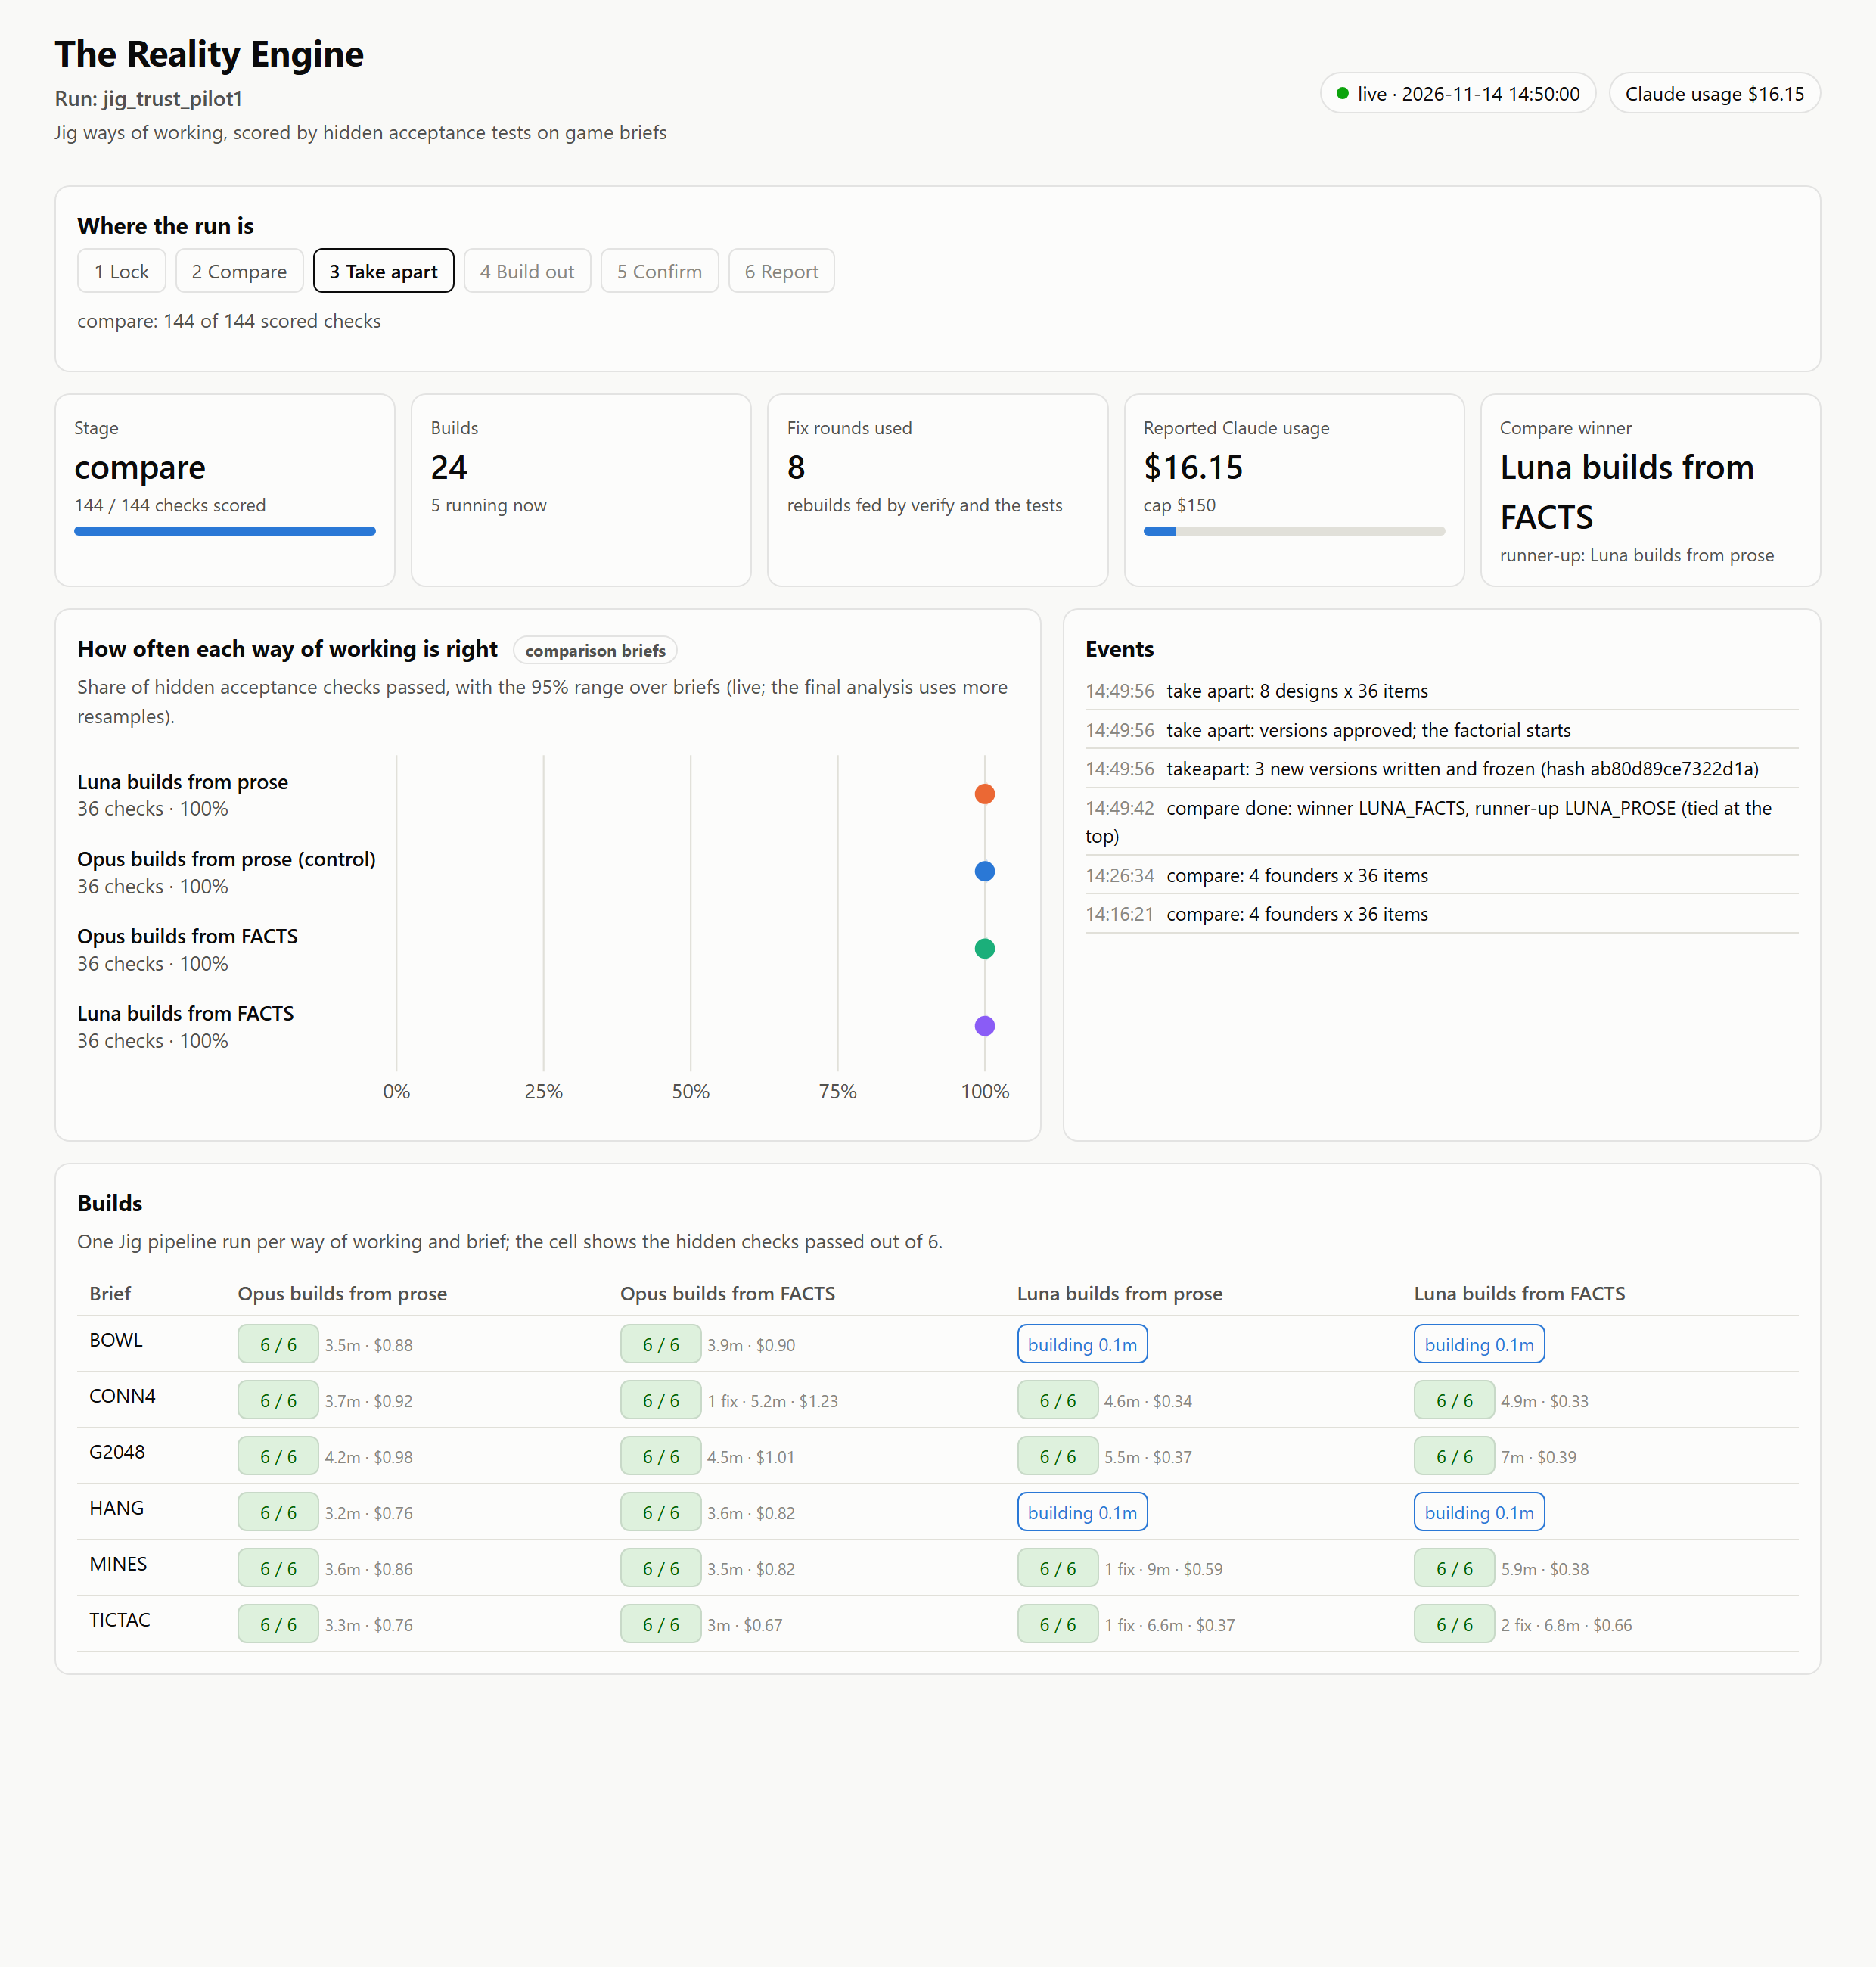 The Reality Engine
Run: jig_trust_pilot1
Jig ways of working, scored by hidden acceptance tests on game briefs
live · 2026-11-14 14:50:00
Claude usage $16.15
Where the run is
1 Lock
2 Compare
3 Take apart
4 Build out
5 Confirm
6 Report
compare: 144 of 144 scored checks
Stage
compare
144 / 144 checks scored
Builds
24
5 running now
Fix rounds used
8
rebuilds fed by verify and the tests
Reported Claude usage
$16.15
cap $150
Compare winner
Luna builds from
FACTS
runner-up: Luna builds from prose
How often each way of working is right
comparison briefs
Share of hidden acceptance checks passed, with the 95% range over briefs (live; the final analysis uses more
resamples).
Luna builds from prose
36 checks · 100%
Opus builds from prose (control)
36 checks · 100%
Opus builds from FACTS
36 checks · 100%
Luna builds from FACTS
36 checks · 100%
0% 25% 50% 75% 100%
Events
14:49:56 take apart: 8 designs x 36 items
14:49:56 take apart: versions approved; the factorial starts
14:49:56 takeapart: 3 new versions written and frozen (hash ab80d89ce7322d1a)
14:49:42 compare done: winner LUNA_FACTS, runner-up LUNA_PROSE (tied at the
top)
14:26:34 compare: 4 founders x 36 items
14:16:21 compare: 4 founders x 36 items
Builds
One Jig pipeline run per way of working and brief; the cell shows the hidden checks passed out of 6.
Brief Opus builds from prose Opus builds from FACTS Luna builds from prose Luna builds from FACTS
BOWL 6 / 6 3.5m · $0.88 6 / 6 3.9m · $0.90 building 0.1m building 0.1m
CONN4 6 / 6 3.7m · $0.92 6 / 6 1 fix · 5.2m · $1.23 6 / 6 4.6m · $0.34 6 / 6 4.9m · $0.33
G2048 6 / 6 4.2m · $0.98 6 / 6 4.5m · $1.01 6 / 6 5.5m · $0.37 6 / 6 7m · $0.39
HANG 6 / 6 3.2m · $0.76 6 / 6 3.6m · $0.82 building 0.1m building 0.1m
MINES 6 / 6 3.6m · $0.86 6 / 6 3.5m · $0.82 6 / 6 1 fix · 9m · $0.59 6 / 6 5.9m · $0.38
TICTAC 6 / 6 3.3m · $0.76 6 / 6 3m · $0.67 6 / 6 1 fix · 6.6m · $0.37 6 / 6 2 fix · 6.8m · $0.66